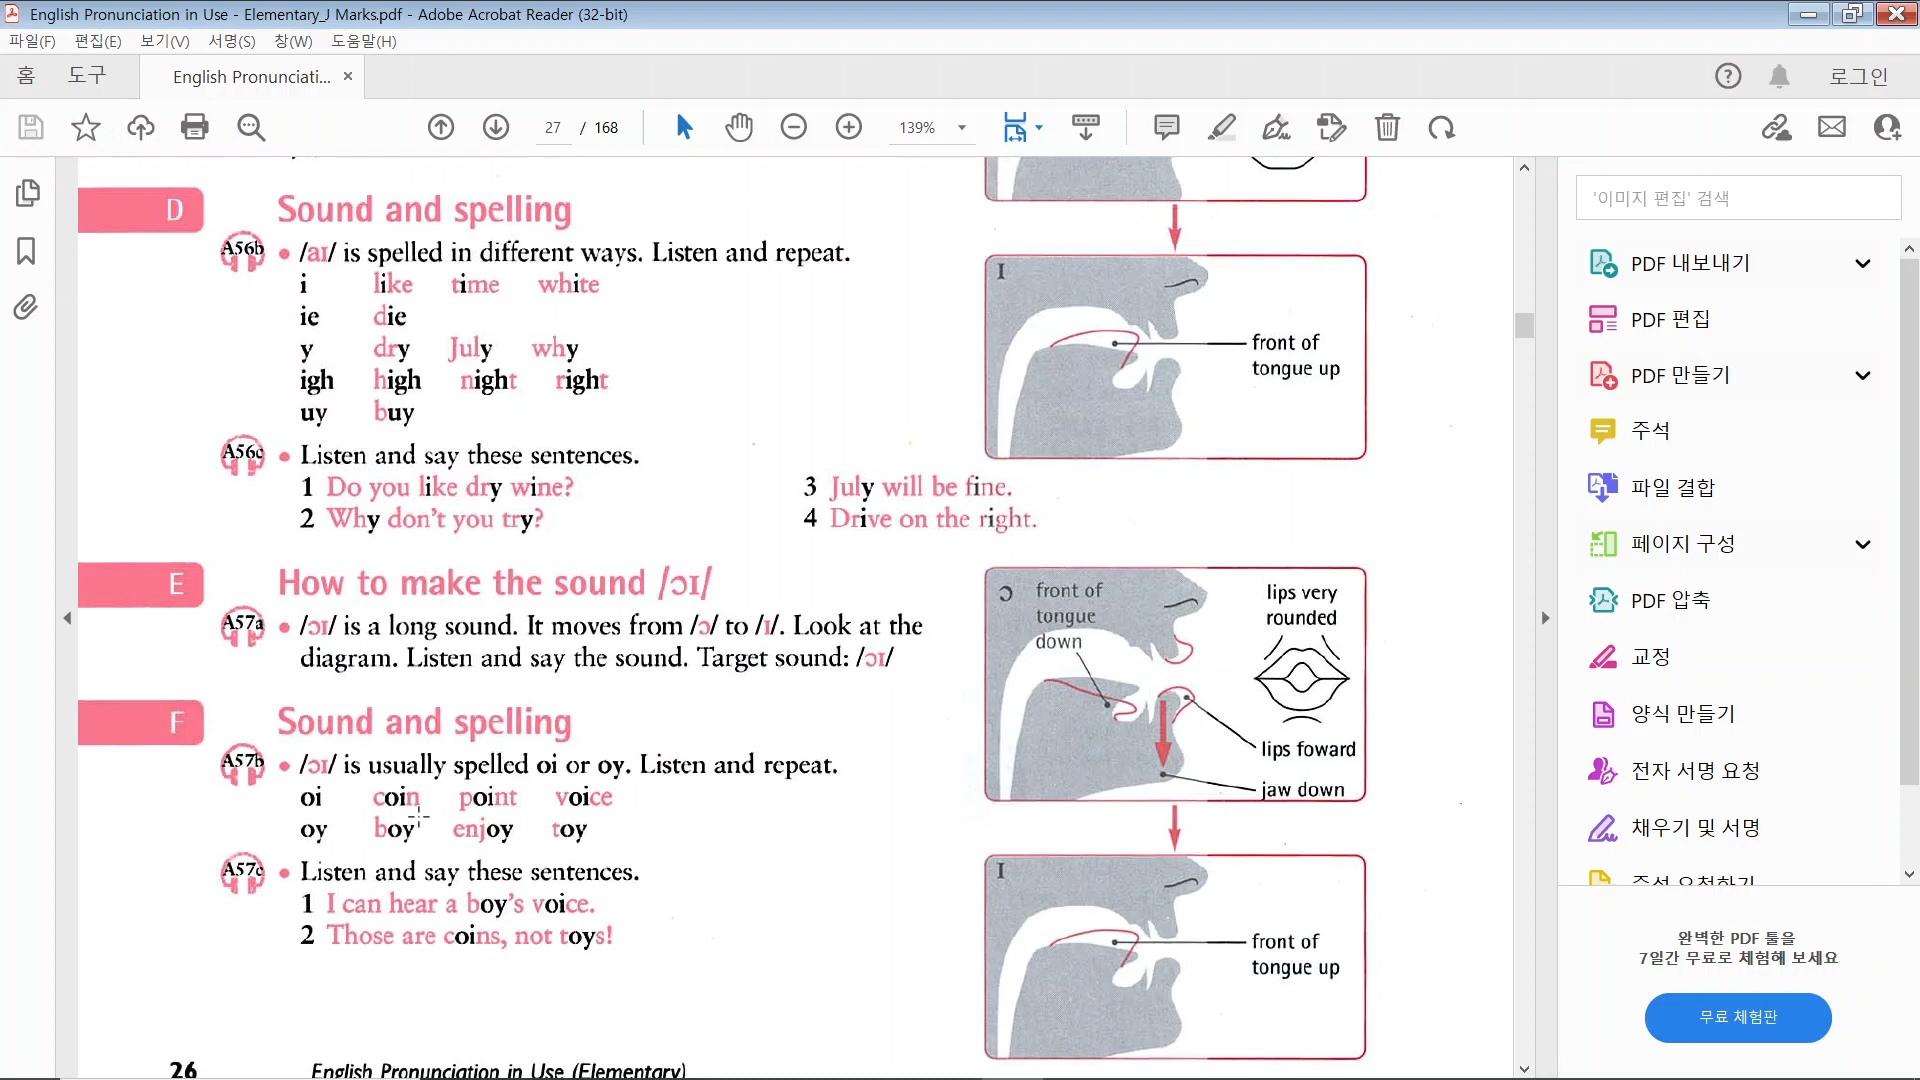 English Pronunciation in Use - Elementary_J Marks.pdf - Adobe Acrobat Reader (32-bit)
파일(F) 편집(E) 보기(V) 서명(S) 창(W) 도움말(H)
홈 도구 English Pronunciati... × 로그인
27 / 168 139%
D Sound and spelling
A56b • /aɪ/ is spelled in different ways. Listen and repeat.
i like time white
ie die
y dry July why
igh high night right
uy buy
A56c • Listen and say these sentences.
1 Do you like dry wine? 3 July will be fine.
2 Why don't you try? 4 Drive on the right.
I
front of
tongue up
E How to make the sound /ɔɪ/
A57a • /ɔɪ/ is a long sound. It moves from /ɔ/ to /ɪ/. Look at the
diagram. Listen and say the sound. Target sound: /ɔɪ/
F Sound and spelling
A57b • /ɔɪ/ is usually spelled oi or oy. Listen and repeat.
oi coin point voice
oy boy enjoy toy
A57c • Listen and say these sentences.
1 I can hear a boy's voice.
2 Those are coins, not toys!
ɔ front of
tongue
down
lips very
rounded
lips foward
jaw down
I
front of
tongue up
26 English Pronunciation in Use (Elementary)
'이미지 편집' 검색
PDF 내보내기
PDF 편집
PDF 만들기
주석
파일 결합
페이지 구성
PDF 압축
교정
양식 만들기
전자 서명 요청
채우기 및 서명
주석 요청하기
완벽한 PDF 툴을
7일간 무료로 체험해 보세요
무료 체험판